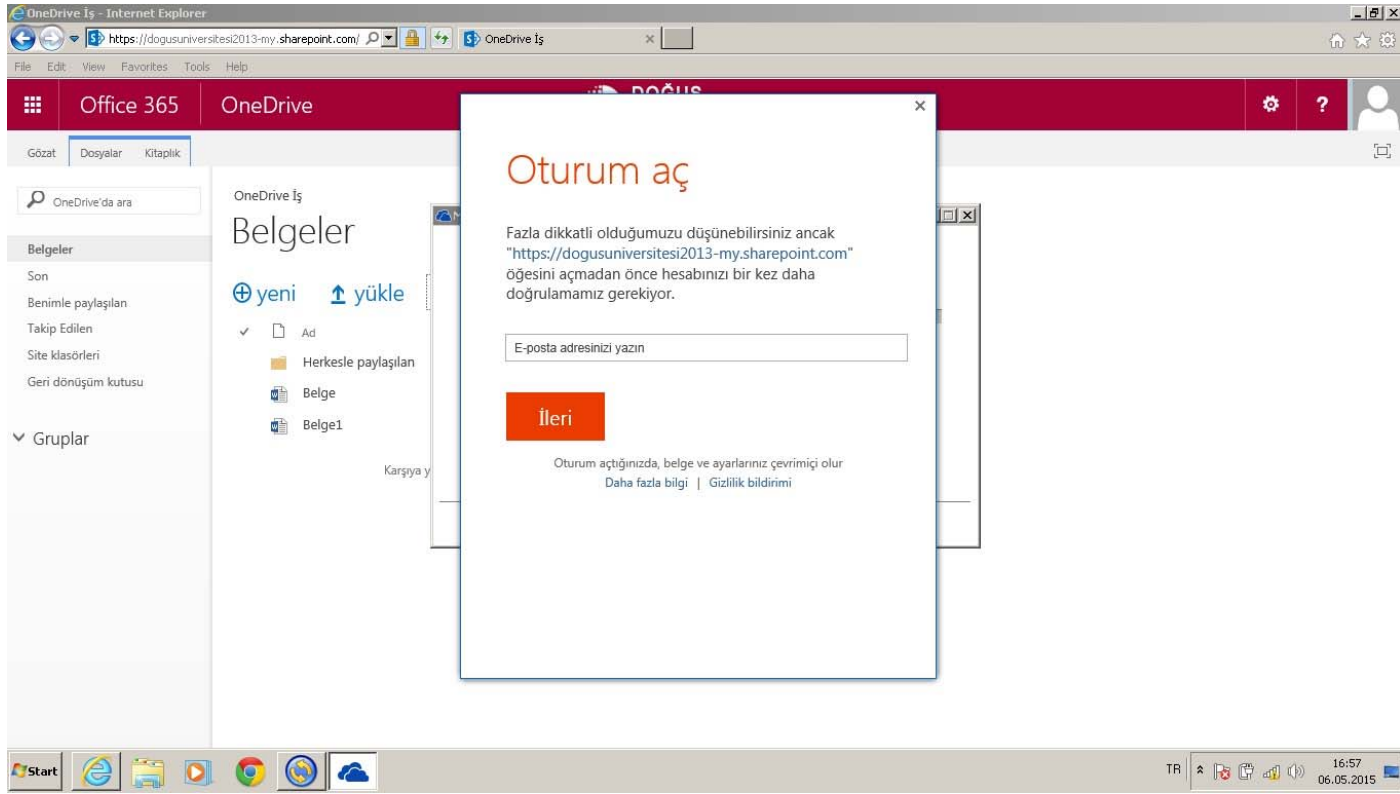 OneDrive İş - Internet Explorer
https://dogusuniversitesi2013-my.sharepoint.com/
OneDrive İş
File Edit View Favorites Tools Help
Office 365
OneDrive
DOĞUŞ
?
Gözat
Dosyalar
Kitaplık
OneDrive'da ara
Belgeler
Son
Benimle paylaşılan
Takip Edilen
Site klasörleri
Geri dönüşüm kutusu
Gruplar
OneDrive İş
Belgeler
yeni
yükle
Ad
Herkesle paylaşılan
Belge
Belge1
Karşıya y
M
Oturum aç
Fazla dikkatli olduğumuzu düşünebilirsiniz ancak
"https://dogusuniversitesi2013-my.sharepoint.com"
öğesini açmadan önce hesabınızı bir kez daha
doğrulamamız gerekiyor.
E-posta adresinizi yazın
İleri
Oturum açtığınızda, belge ve ayarlarınız çevrimiçi olur
Daha fazla bilgi | Gizlilik bildirimi
Start
TR
16:57
06.05.2015